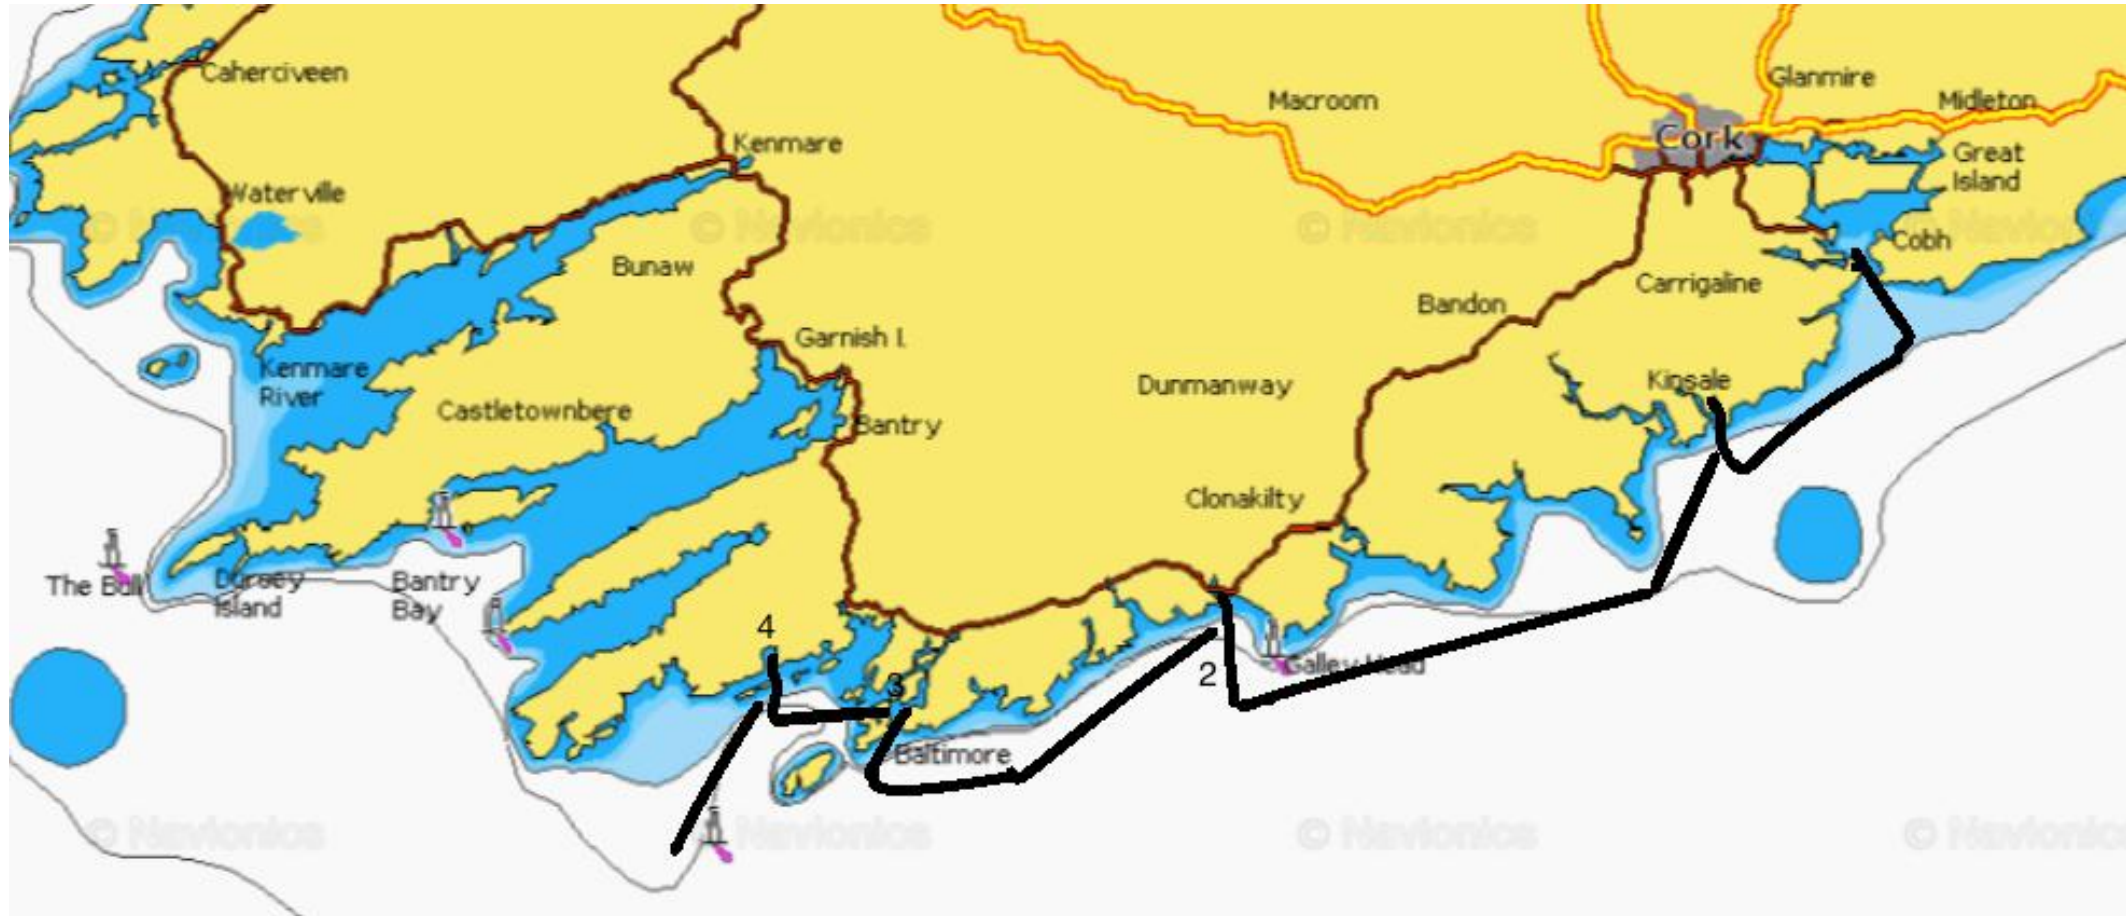 Caherciveen
Glanmire
Macroom
Midleton
Cork
Kenmare
Great
Island
Waterville
© Navionics
© Navionics
© Navionics
© Navionics
Cobh
Bunaw
Carrigaline
Bandon
Garnish I.
Kenmare
River
Kinsale
Dunmanway
Castletownbere
Bantry
Clonakilty
The Bull
Dursey
Island
Bantry
Bay
4
Galley Head
2
3
Baltimore
© Navionics
Navionics
© Navionics
© Navionics